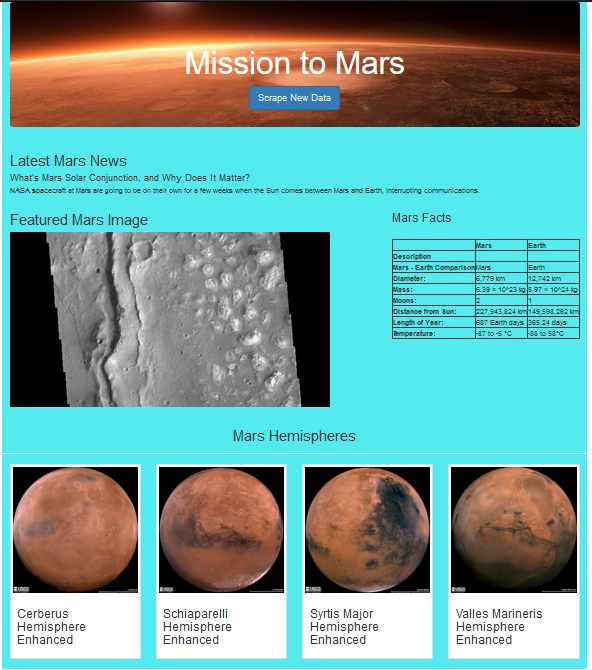 Mission to Mars
Scrape New Data
Latest Mars News
What's Mars Solar Conjunction, and Why Does It Matter?
NASA spacecraft at Mars are going to be on their own for a few weeks when the Sun comes between Mars and Earth, interrupting communications.
Featured Mars Image
Mars Facts
Mars Earth
Description
Mars - Earth Comparison Mars Earth
Diameter: 6,779 km 12,742 km
Mass: 6.39 × 10^23 kg 5.97 × 10^24 kg
Moons: 2 1
Distance from Sun: 227,943,824 km 149,598,262 km
Length of Year: 687 Earth days 365.24 days
Temperature: -87 to -5 °C -88 to 58°C
Mars Hemispheres
USGS
USGS
USGS
USGS
Cerberus
Hemisphere
Enhanced
Schiaparelli
Hemisphere
Enhanced
Syrtis Major
Hemisphere
Enhanced
Valles Marineris
Hemisphere
Enhanced